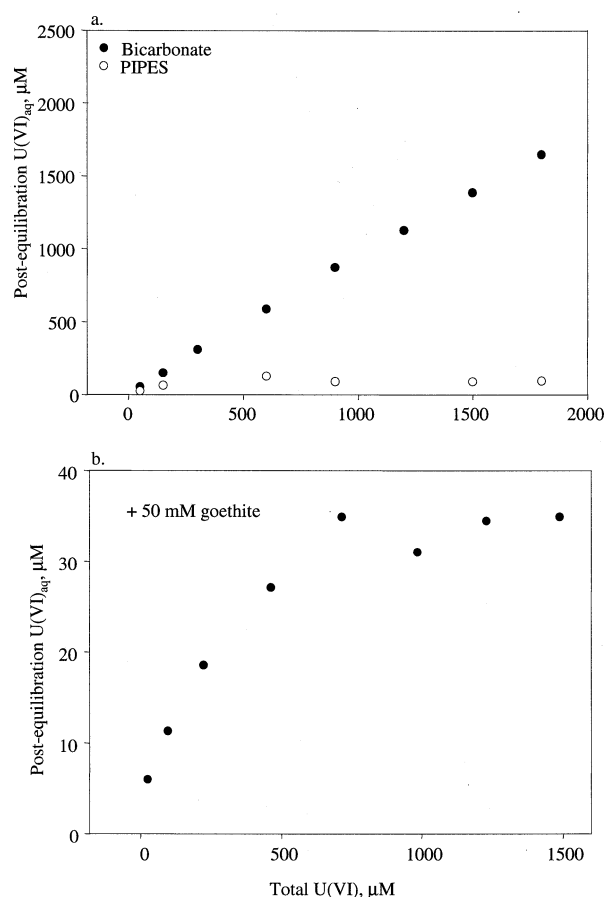 a.
2500
● Bicarbonate
○ PIPES
2000
1500
1000
500
0
Post-equilibration U(VI)aq, µM
0 500 1000 1500 2000
b.
40
+ 50 mM goethite
30
20
10
0
Post-equilibration U(VI)aq, µM
0 500 1000 1500
Total U(VI), µM